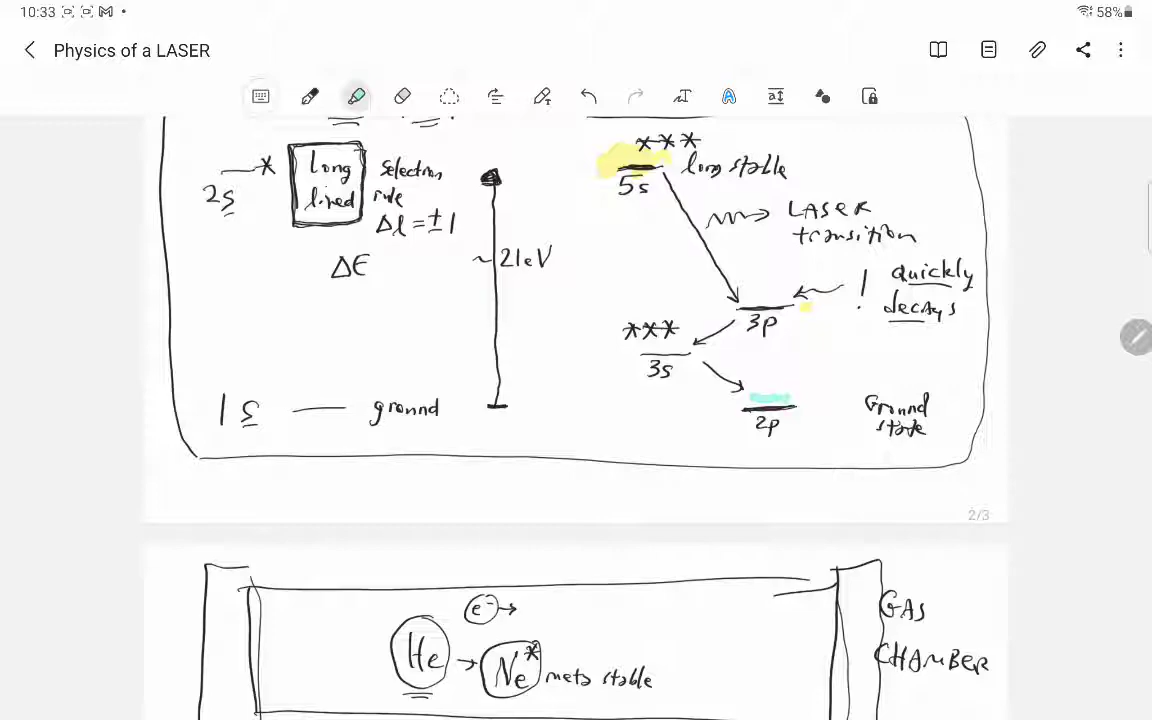 10:33
58%
Physics of a LASER
2s
*
Long
lived
selection
rule
Δl = ±1
ΔE
~ 21eV
1s
ground
***
5s
long stable
LASER
transition
! quickly
decays
3p
***
3s
2p
Ground
state
2/3
e⁻
He
Ne*
meta stable
GAS
CHAMBER